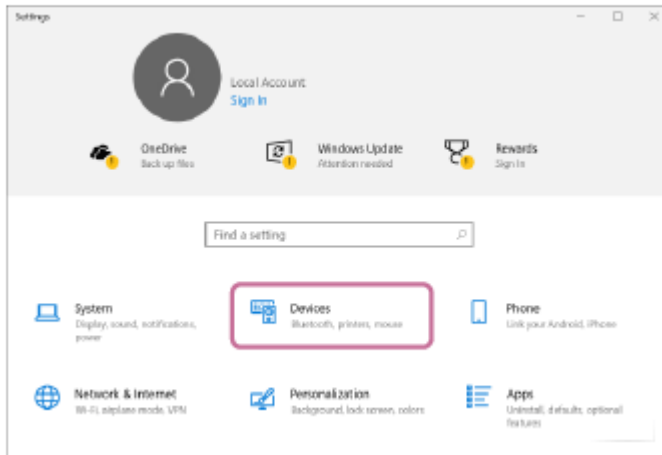 Settings
Local Account
Sign in
OneDrive
Back up files
Windows Update
Attention needed
Rewards
Sign in
Find a setting
System
Display, sound, notifications,
power
Devices
Bluetooth, printers, mouse
Phone
Link your Android, iPhone
Network & Internet
Wi-Fi, airplane mode, VPN
Personalization
Background, lock screen, colors
Apps
Uninstall, defaults, optional
features